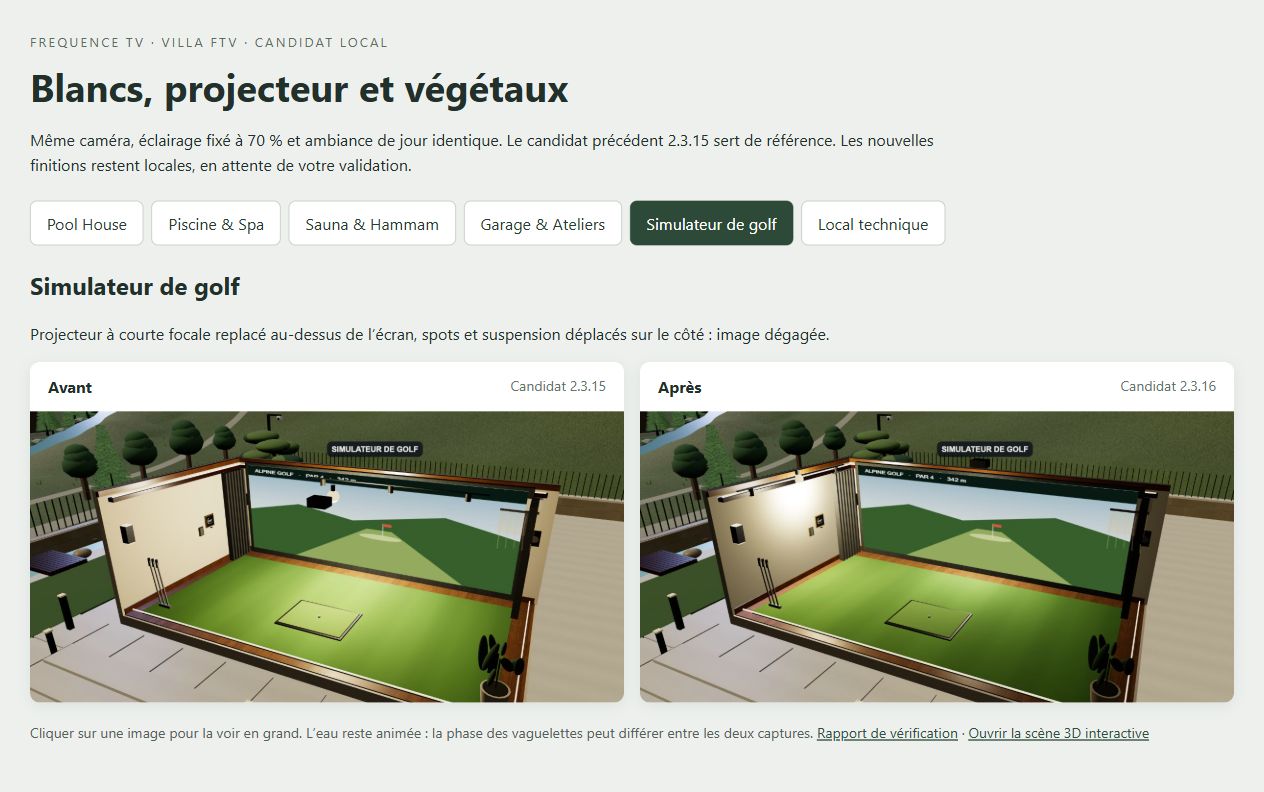 FREQUENCE TV · VILLA FTV · CANDIDAT LOCAL
Blancs, projecteur et végétaux
Même caméra, éclairage fixé à 70 % et ambiance de jour identique. Le candidat précédent 2.3.15 sert de référence. Les nouvelles
finitions restent locales, en attente de votre validation.
Pool House
Piscine & Spa
Sauna & Hammam
Garage & Ateliers
Simulateur de golf
Local technique
Simulateur de golf
Projecteur à courte focale replacé au-dessus de l’écran, spots et suspension déplacés sur le côté : image dégagée.
Avant
Candidat 2.3.15
SIMULATEUR DE GOLF
ALPINE GOLF · PAR 4 · 342 m
Après
Candidat 2.3.16
SIMULATEUR DE GOLF
ALPINE GOLF · PAR 4 · 342 m
Cliquer sur une image pour la voir en grand. L’eau reste animée : la phase des vaguelettes peut différer entre les deux captures. Rapport de vérification · Ouvrir la scène 3D interactive